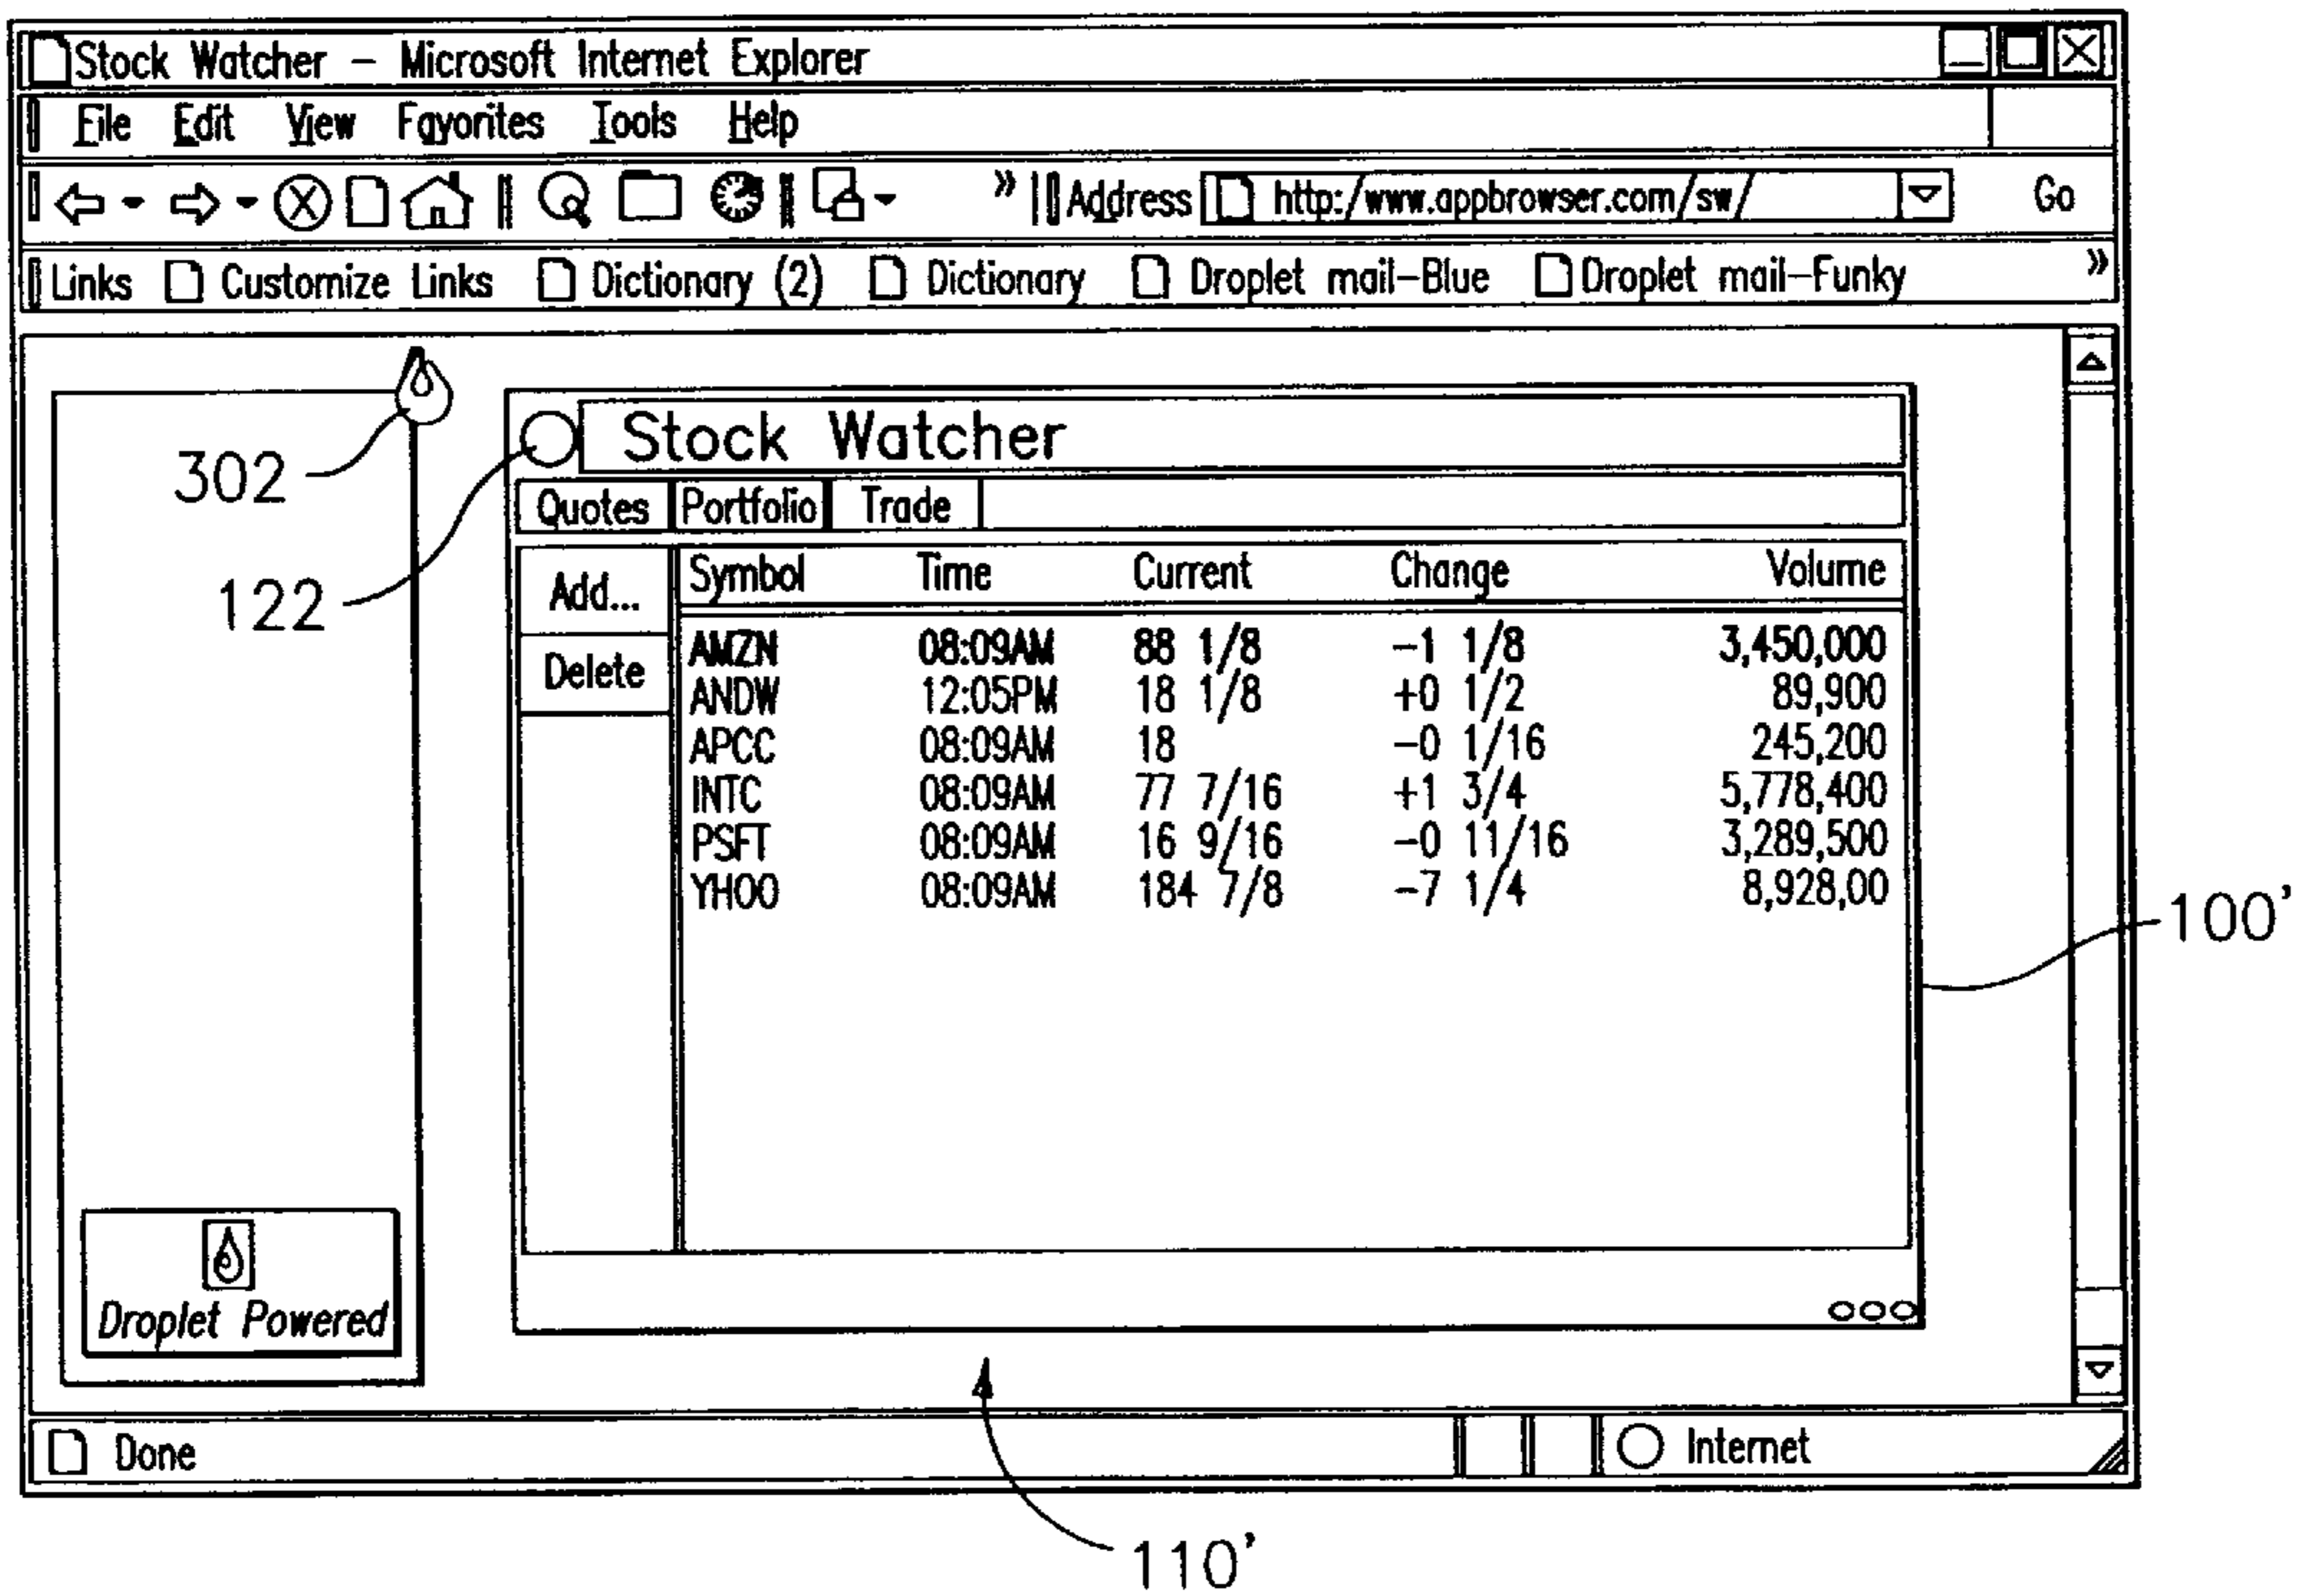 Stock Watcher – Microsoft Internet Explorer
File Edit View Favorites Tools Help
» Address http:/www.appbrowser.com/sw/ Go
Links Customize Links Dictionary (2) Dictionary Droplet mail–Blue Droplet mail–Funky »
302
Stock Watcher
Quotes Portfolio Trade
122
Add... Symbol Time Current Change Volume
Delete
AMZN 08:09AM 88 1/8 –1 1/8 3,450,000
ANDW 12:05PM 18 1/8 +0 1/2 89,900
APCC 08:09AM 18 –0 1/16 245,200
INTC 08:09AM 77 7/16 +1 3/4 5,778,400
PSFT 08:09AM 16 9/16 –0 11/16 3,289,500
YHOO 08:09AM 184 7/8 –7 1/4 8,928,00
100'
Droplet Powered
Done Internet
110'